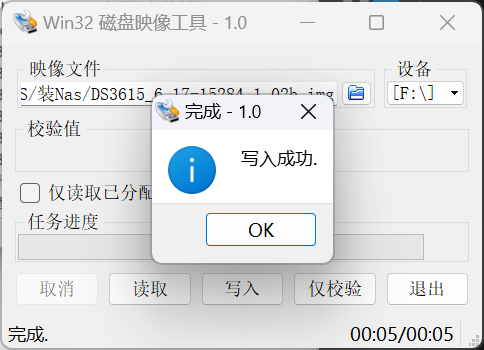 Win32 磁盘映像工具 - 1.0
映像文件
设备
S/装Nas/DS3615_6.17-15284_1.02b.img
[F:\]
校验值
完成 - 1.0
写入成功.
OK
仅读取已分配
任务进度
取消
读取
写入
仅校验
退出
完成.
00:05/00:05